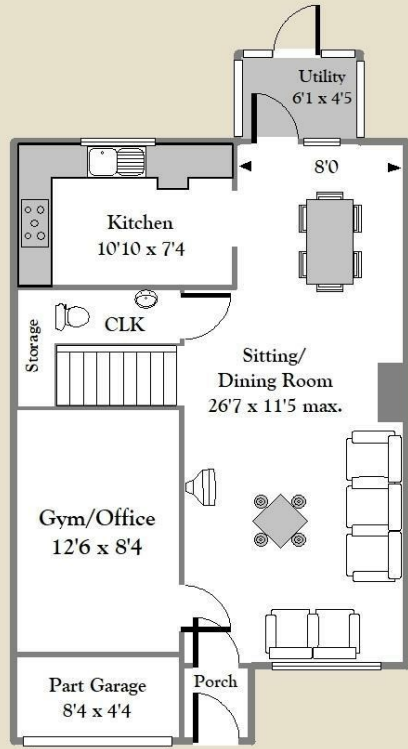 Utility
6'1 x 4'5
8'0
Kitchen
10'10 x 7'4
CLK
Storage
Sitting/
Dining Room
26'7 x 11'5 max.
Gym/Office
12'6 x 8'4
Part Garage
8'4 x 4'4
Porch